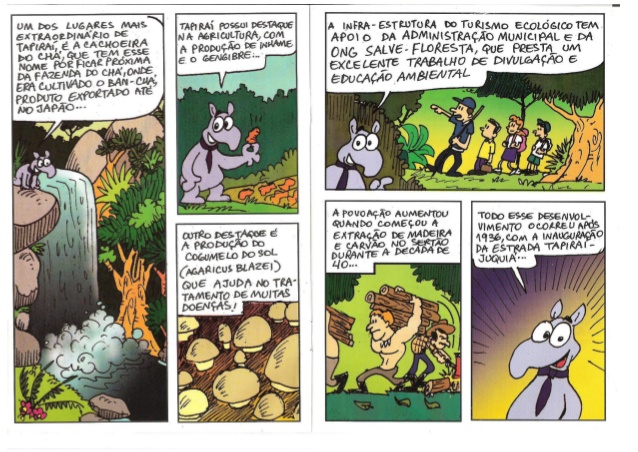 UM DOS LUGARES MAIS
EXTRAORDINÁRIO DE
TAPIRAÍ, É A CACHOEIRA
DO CHÁ, QUE TEM ESSE
NOME POR FICAR PRÓXIMA
DA FAZENDA DO CHÁ, ONDE
ERA CULTIVADO O BAN-CHA,
PRODUTO EXPORTADO ATÉ
NO JAPÃO...
TAPIRAÍ POSSUI DESTAQUE
NA AGRICULTURA, COM
A PRODUÇÃO DE INHAME
E O GENGIBRE...
OUTRO DESTAQUE É
A PRODUÇÃO DO
COGUMELO DO SOL
(AGARICUS BLAZEI)
QUE AJUDA NO TRA-
TAMENTO DE MUITAS
DOENÇAS!
A INFRA-ESTRUTURA DO TURISMO ECOLÓGICO TEM
APOIO DA ADMINISTRAÇÃO MUNICIPAL E DA
ONG SALVE-FLORESTA, QUE PRESTA UM
EXCELENTE TRABALHO DE DIVULGAÇÃO E
EDUCAÇÃO AMBIENTAL
A POVOAÇÃO AUMENTOU
QUANDO COMEÇOU A
EXTRAÇÃO DE MADEIRA
E CARVÃO NO SERTÃO
DURANTE A DÉCADA DE
40...
TODO ESSE DESENVOL-
VIMENTO OCORREU APÓS
1936, COM A INAUGURAÇÃO
DA ESTRADA TAPIRAÍ-
JUQUIÁ...